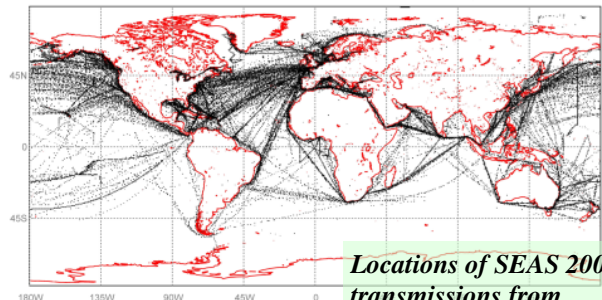 45N
0
45S
180W 135W 90W 45W 0
Locations of SEAS 200
transmissions from